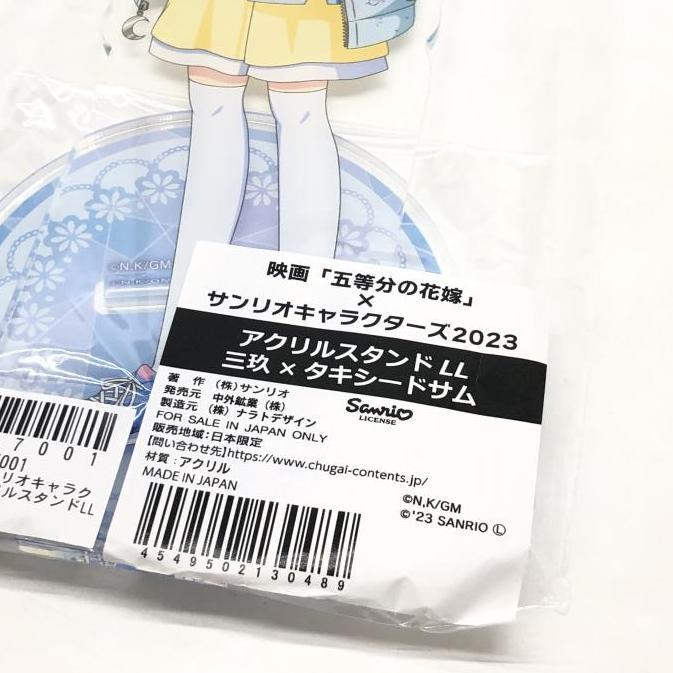 ©N.K/GM
映画「五等分の花嫁」
×
サンリオキャラクターズ2023
アクリルスタンド LL
三玖 × タキシードサム
著 作 (株)サンリオ
発売元 中外鉱業(株)
製造元 (株)ナラトデザイン
Sanrio
LICENSE
FOR SALE IN JAPAN ONLY
販売地域:日本限定
【問い合わせ先】https://www.chugai-contents.jp/
材質:アクリル
MADE IN JAPAN
©N,K/GM
©'23 SANRIO Ⓛ
4549502130489
7001
001
リオキャラク
ルスタンドLL